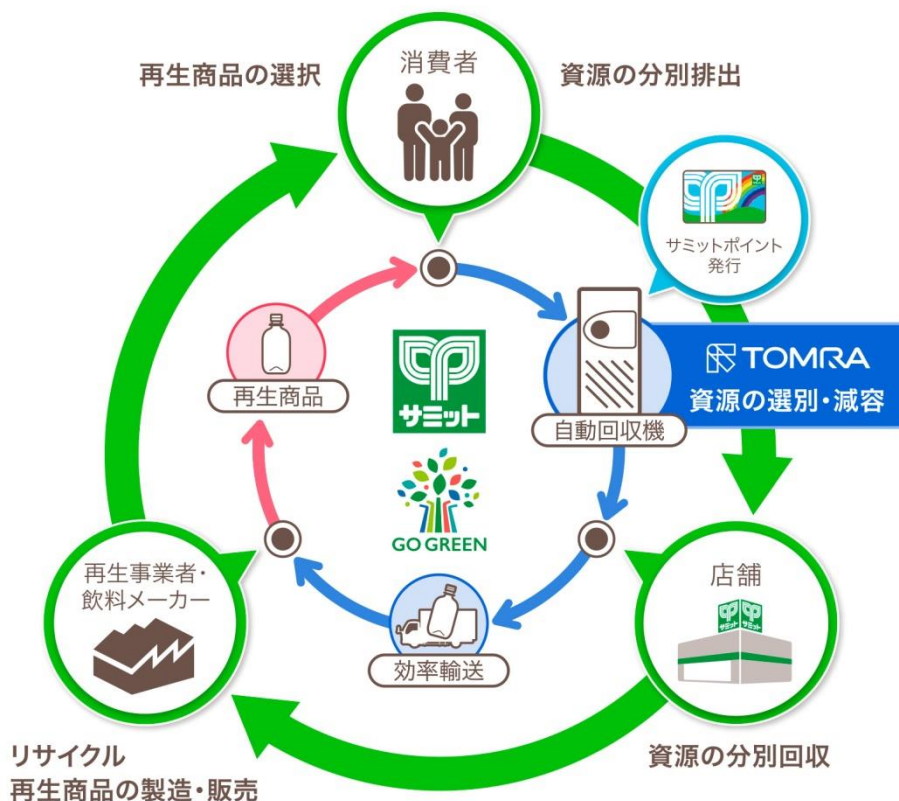 再生商品の選択
消費者
資源の分別排出
サミットポイント
発行
TOMRA
資源の選別・減容
自動回収機
再生商品
サミット
GO GREEN
店舗
サミット
サミット
資源の分別回収
効率輸送
再生事業者・
飲料メーカー
リサイクル
再生商品の製造・販売